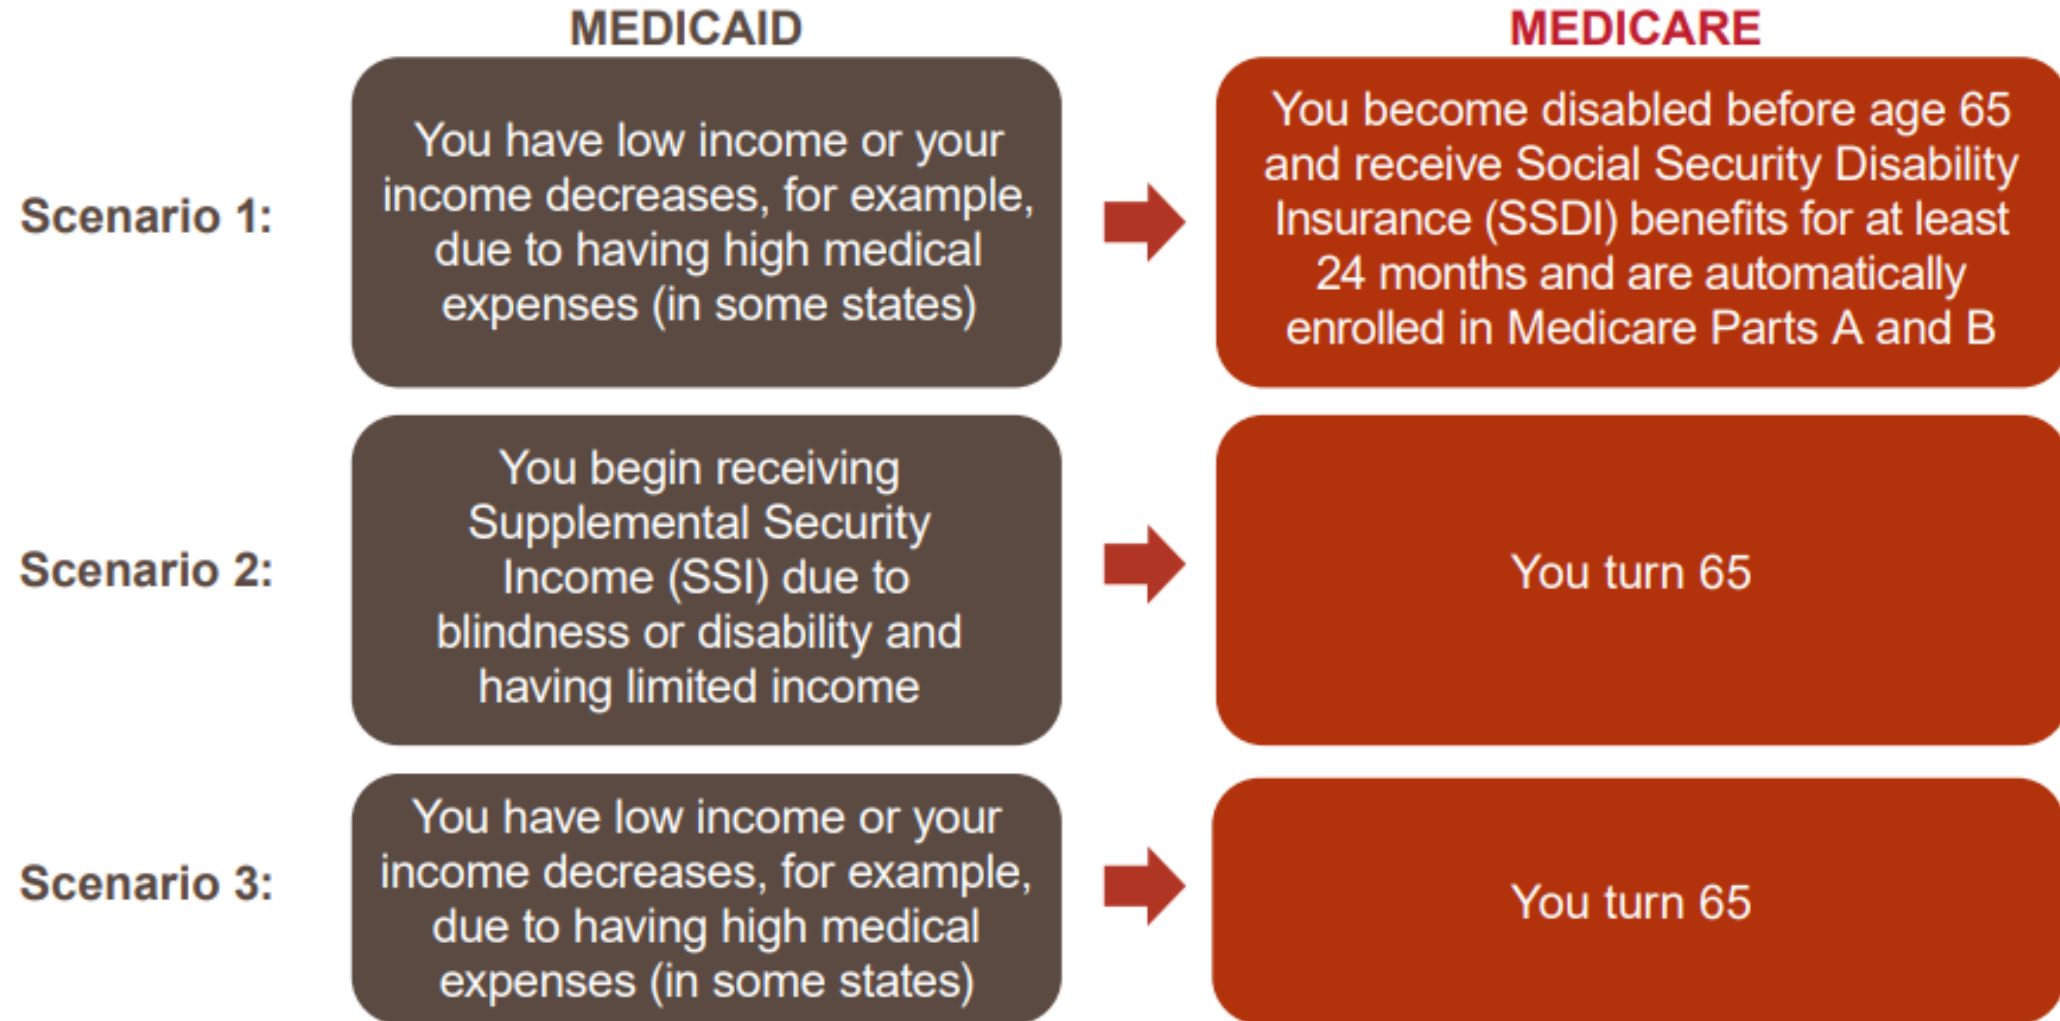 MEDICAID
MEDICARE
Scenario 1:
You have low income or your
income decreases, for example,
due to having high medical
expenses (in some states)
You become disabled before age 65
and receive Social Security Disability
Insurance (SSDI) benefits for at least
24 months and are automatically
enrolled in Medicare Parts A and B
Scenario 2:
You begin receiving
Supplemental Security
Income (SSI) due to
blindness or disability and
having limited income
You turn 65
Scenario 3:
You have low income or your
income decreases, for example,
due to having high medical
expenses (in some states)
You turn 65